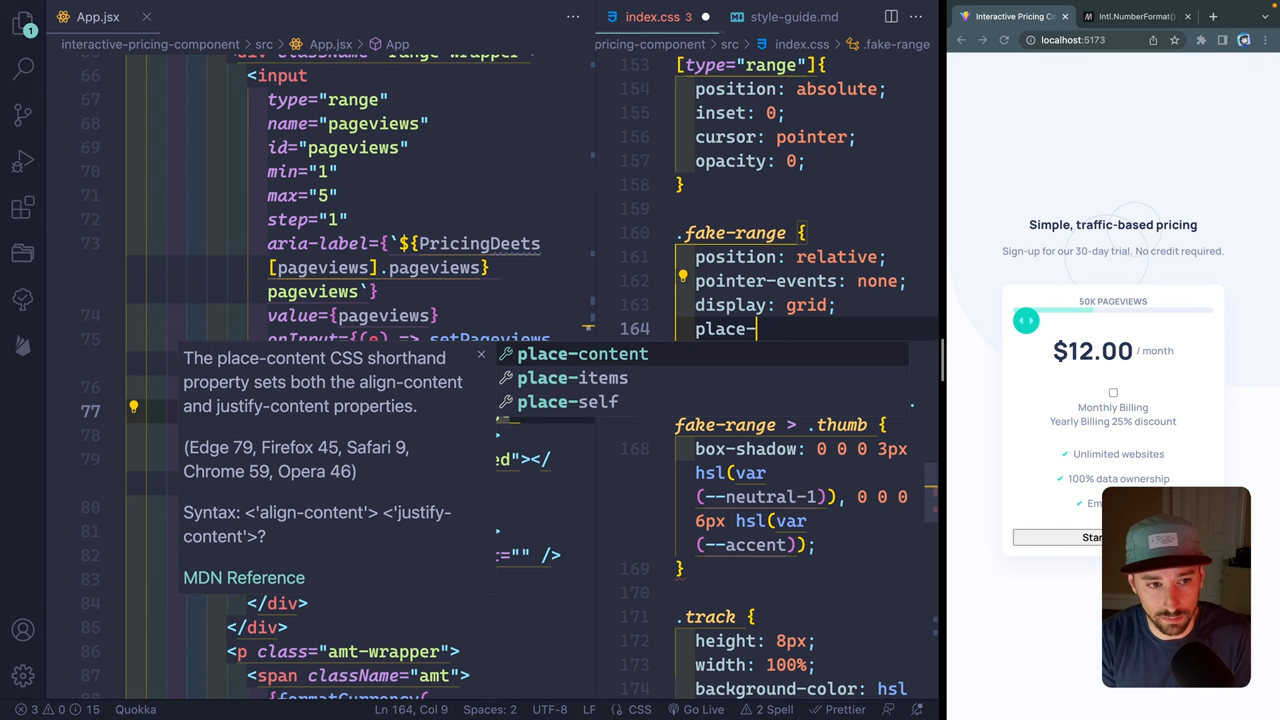 App.jsx
index.css 3
style-guide.md
interactive-pricing-component > src > App.jsx > App
pricing-component > src > index.css > .fake-range
66 <input
67 type="range"
68 name="pageviews"
69 id="pageviews"
70 min="1"
71 max="5"
72 step="1"
73 aria-label={`${PricingDeets
[pageviews].pageviews}
pageviews`}
74 value={pageviews}
76
77
78
79 ed"></
80
81
82 ="" />
83
84 </div>
85 </div>
86 <p class="amt-wrapper">
87 <span className="amt">
88 {formatCurrency(
The place-content CSS shorthand
property sets both the align-content
and justify-content properties.
(Edge 79, Firefox 45, Safari 9,
Chrome 59, Opera 46)
Syntax: <'align-content'> <'justify-
content'>?
MDN Reference
153 [type="range"]{
154 position: absolute;
155 inset: 0;
156 cursor: pointer;
157 opacity: 0;
158 }
159
160 .fake-range {
161 position: relative;
162 pointer-events: none;
163 display: grid;
164 place-
place-content
place-items
place-self
fake-range > .thumb {
168 box-shadow: 0 0 0 3px
hsl(var
(--neutral-1)), 0 0 0
6px hsl(var
(--accent));
169 }
170
171 .track {
172 height: 8px;
173 width: 100%;
174 background-color: hsl
3 0 15 Quokka
Ln 164, Col 9 Spaces: 2 UTF-8 LF CSS Go Live 2 Spell Prettier
Interactive Pricing Co
Intl.NumberFormat()
localhost:5173
Simple, traffic-based pricing
Sign-up for our 30-day trial. No credit required.
50K PAGEVIEWS
$12.00 / month
Monthly Billing
Yearly Billing 25% discount
Unlimited websites
100% data ownership
Em
Star